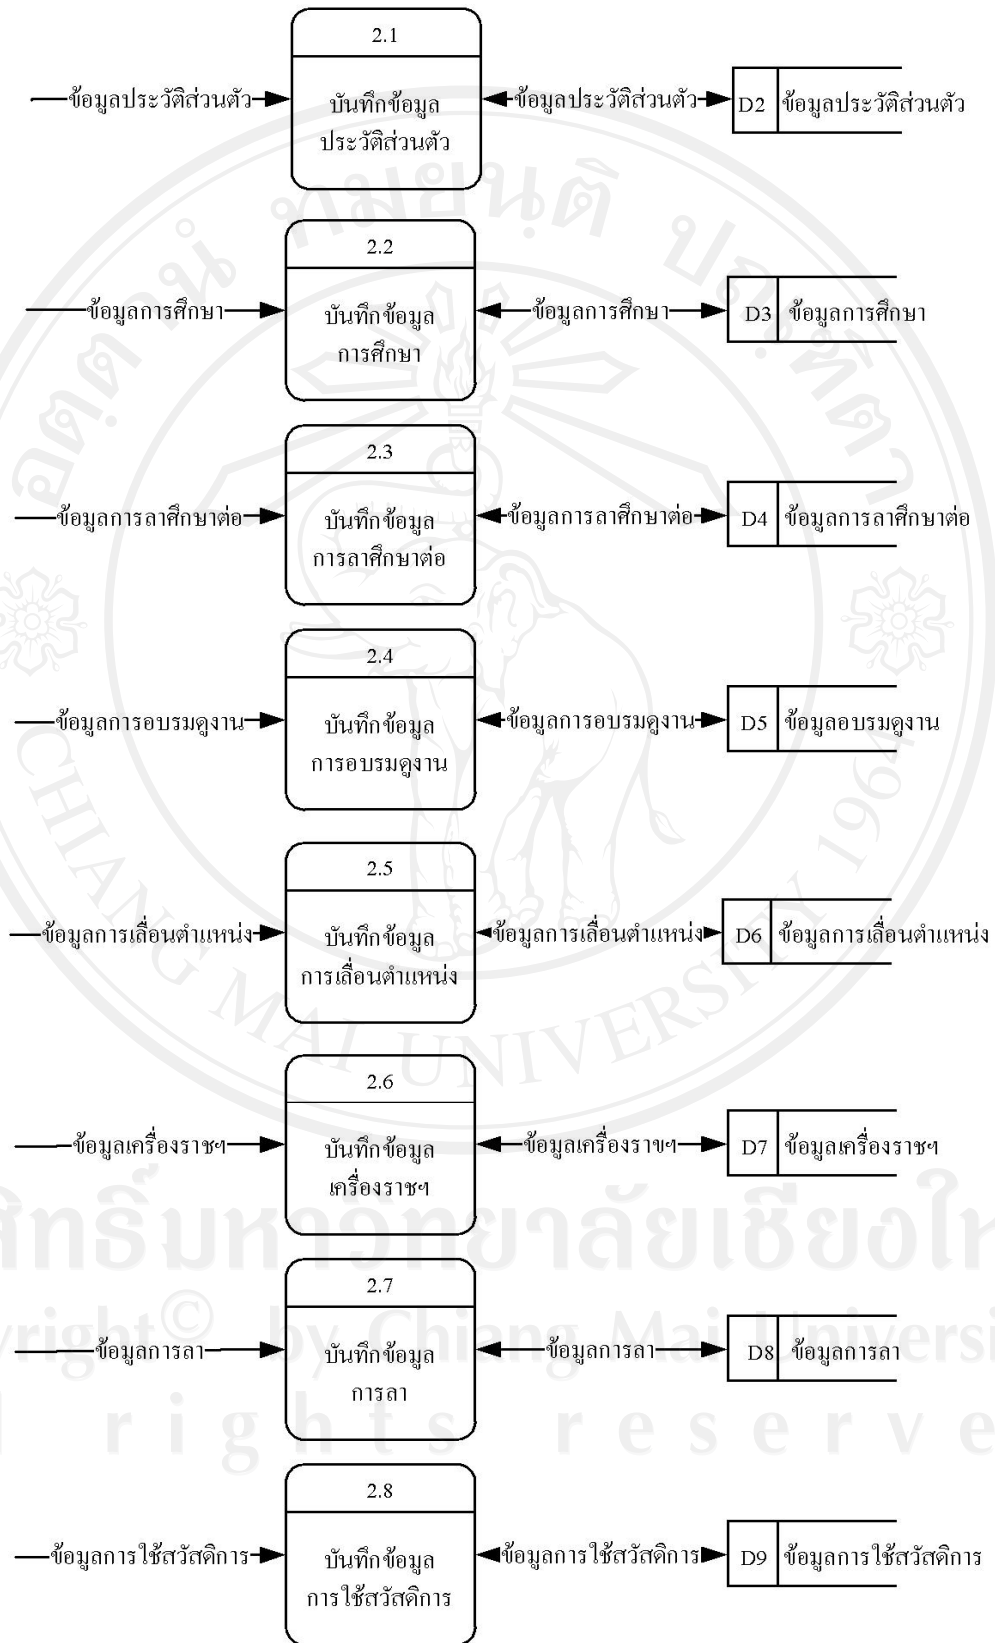 2.1
ข้อมูลประวัติส่วนตัว
บันทึกข้อมูล
ประวัติส่วนตัว
ข้อมูลประวัติส่วนตัว
D2 ข้อมูลประวัติส่วนตัว
2.2
ข้อมูลการศึกษา
บันทึกข้อมูล
การศึกษา
ข้อมูลการศึกษา
D3 ข้อมูลการศึกษา
2.3
ข้อมูลการลาศึกษาต่อ
บันทึกข้อมูล
การลาศึกษาต่อ
ข้อมูลการลาศึกษาต่อ
D4 ข้อมูลการลาศึกษาต่อ
2.4
ข้อมูลการอบรมดูงาน
บันทึกข้อมูล
การอบรมดูงาน
ข้อมูลการอบรมดูงาน
D5 ข้อมูลอบรมดูงาน
2.5
ข้อมูลการเลื่อนตำแหน่ง
บันทึกข้อมูล
การเลื่อนตำแหน่ง
ข้อมูลการเลื่อนตำแหน่ง
D6 ข้อมูลการเลื่อนตำแหน่ง
2.6
ข้อมูลเครื่องราชฯ
บันทึกข้อมูล
เครื่องราชฯ
ข้อมูลเครื่องราขฯ
D7 ข้อมูลเครื่องราชฯ
2.7
ข้อมูลการลา
บันทึกข้อมูล
การลา
ข้อมูลการลา
D8 ข้อมูลการลา
2.8
ข้อมูลการใช้สวัสดิการ
บันทึกข้อมูล
การใช้สวัสดิการ
ข้อมูลการใช้สวัสดิการ
D9 ข้อมูลการใช้สวัสดิการ
CHIANG MAI UNIVERSITY 1964
by Chiang Mai
rights